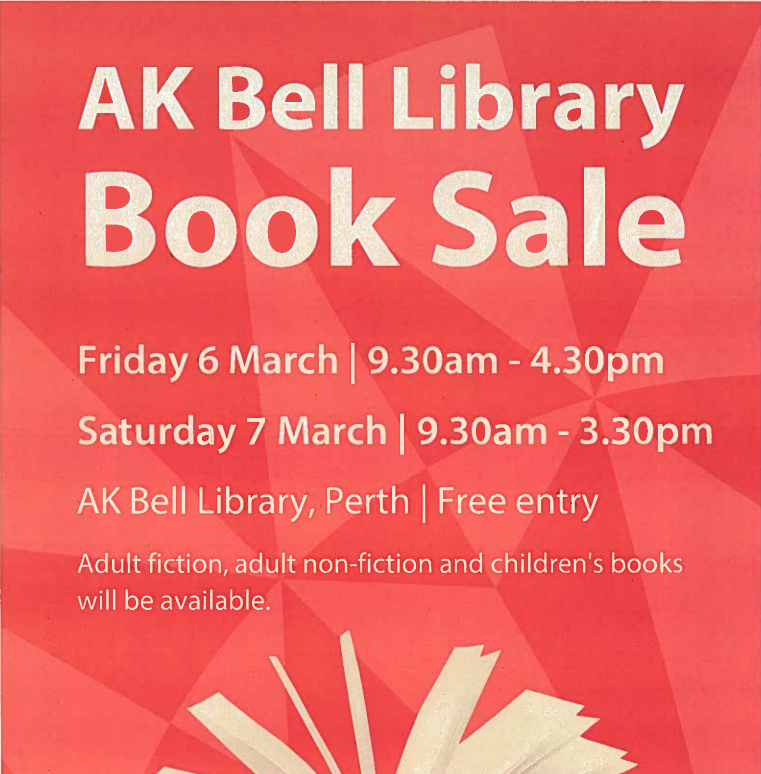 AK Bell Library
Book Sale
Friday 6 March | 9.30am - 4.30pm
Saturday 7 March | 9.30am - 3.30pm
AK Bell Library, Perth | Free entry
Adult fiction, adult non-fiction and children's books
will be available.